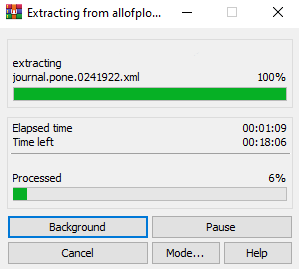 Extracting from allofplo...
extracting
journal.pone.0241922.xml 100%
Elapsed time 00:01:09
Time left 00:18:06
Processed 6%
Background Pause
Cancel Mode... Help